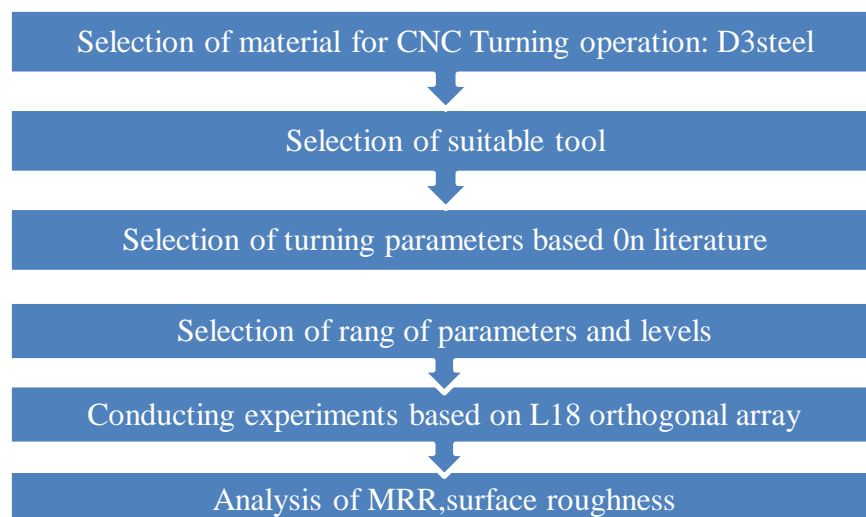 Selection of material for CNC Turning operation: D3steel
Selection of suitable tool
Selection of turning parameters based 0n literature
Selection of rang of parameters and levels
Conducting experiments based on L18 orthogonal array
Analysis of MRR,surface roughness